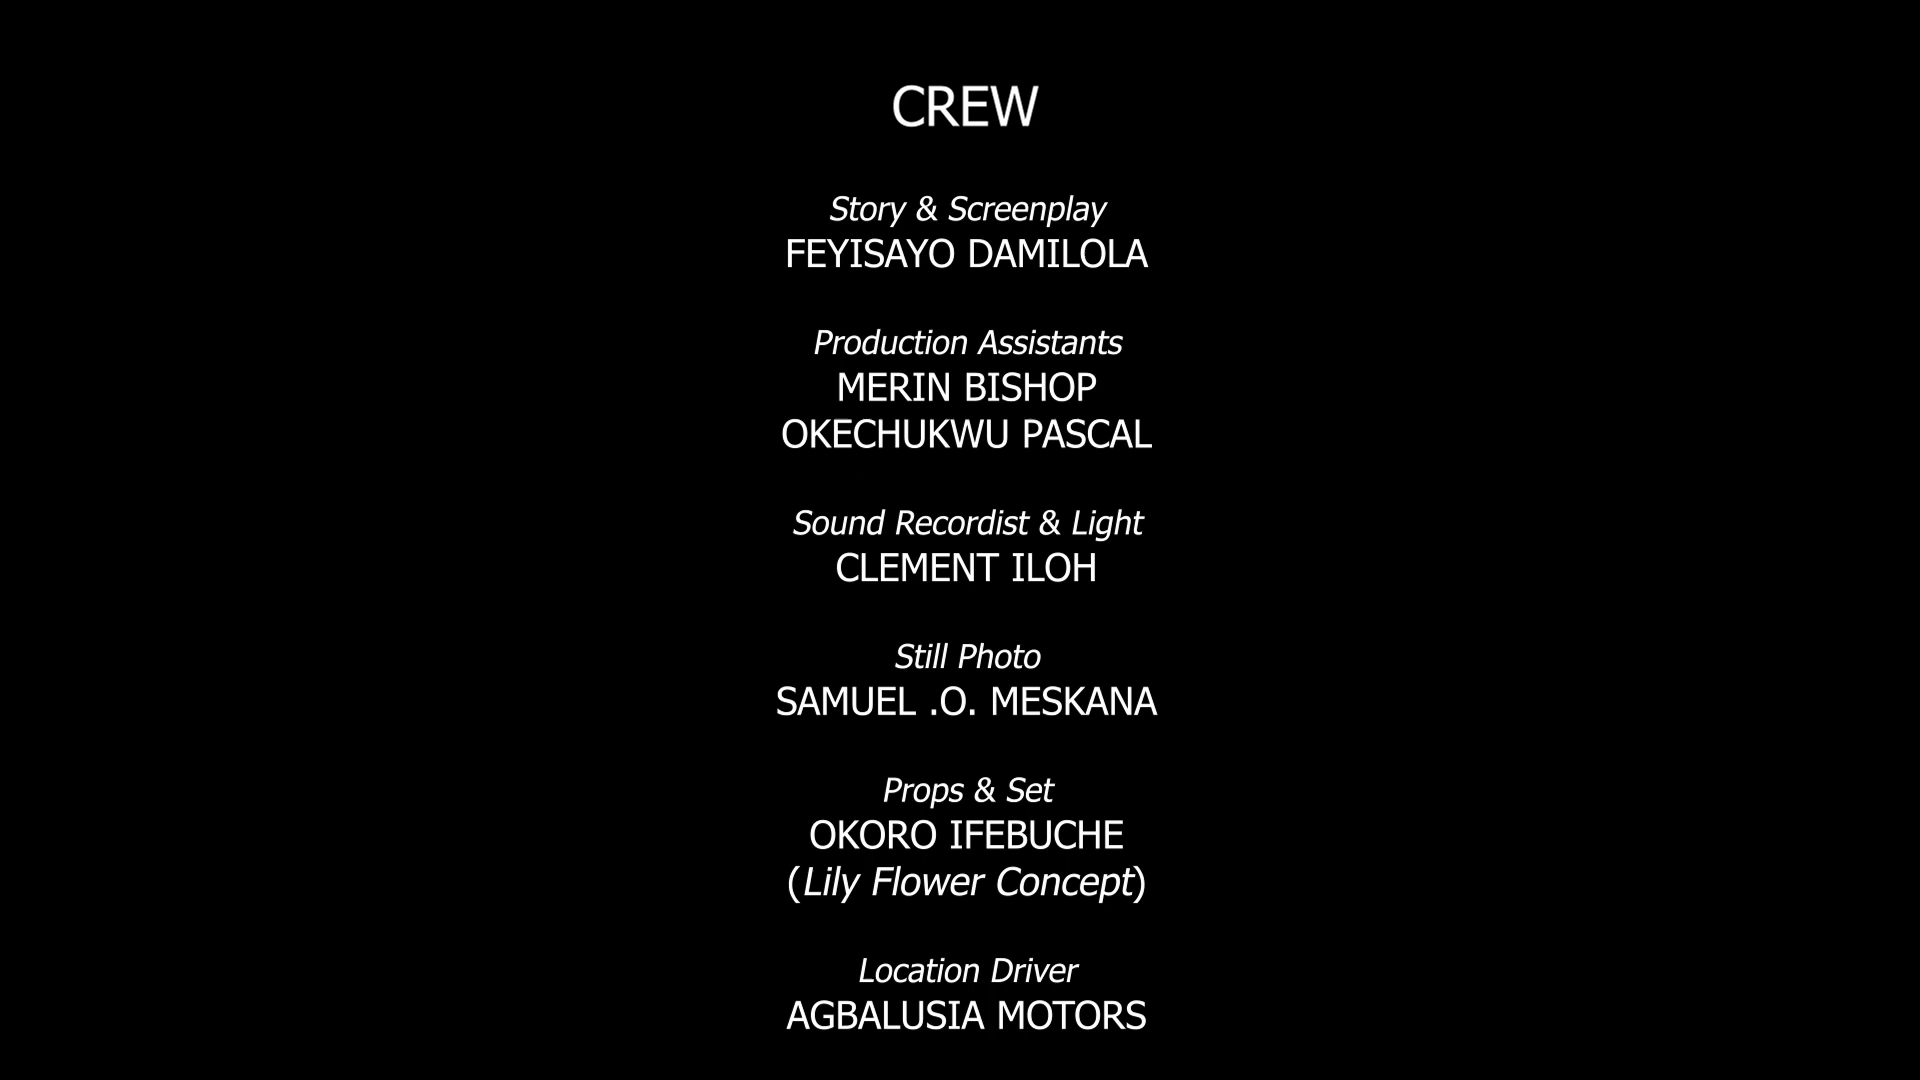 CREW
Story & Screenplay
FEYISAYO DAMILOLA
Production Assistants
MERIN BISHOP
OKECHUKWU PASCAL
Sound Recordist & Light
CLEMENT ILOH
Still Photo
SAMUEL .O. MESKANA
Props & Set
OKORO IFEBUCHE
(Lily Flower Concept)
Location Driver
AGBALUSIA MOTORS